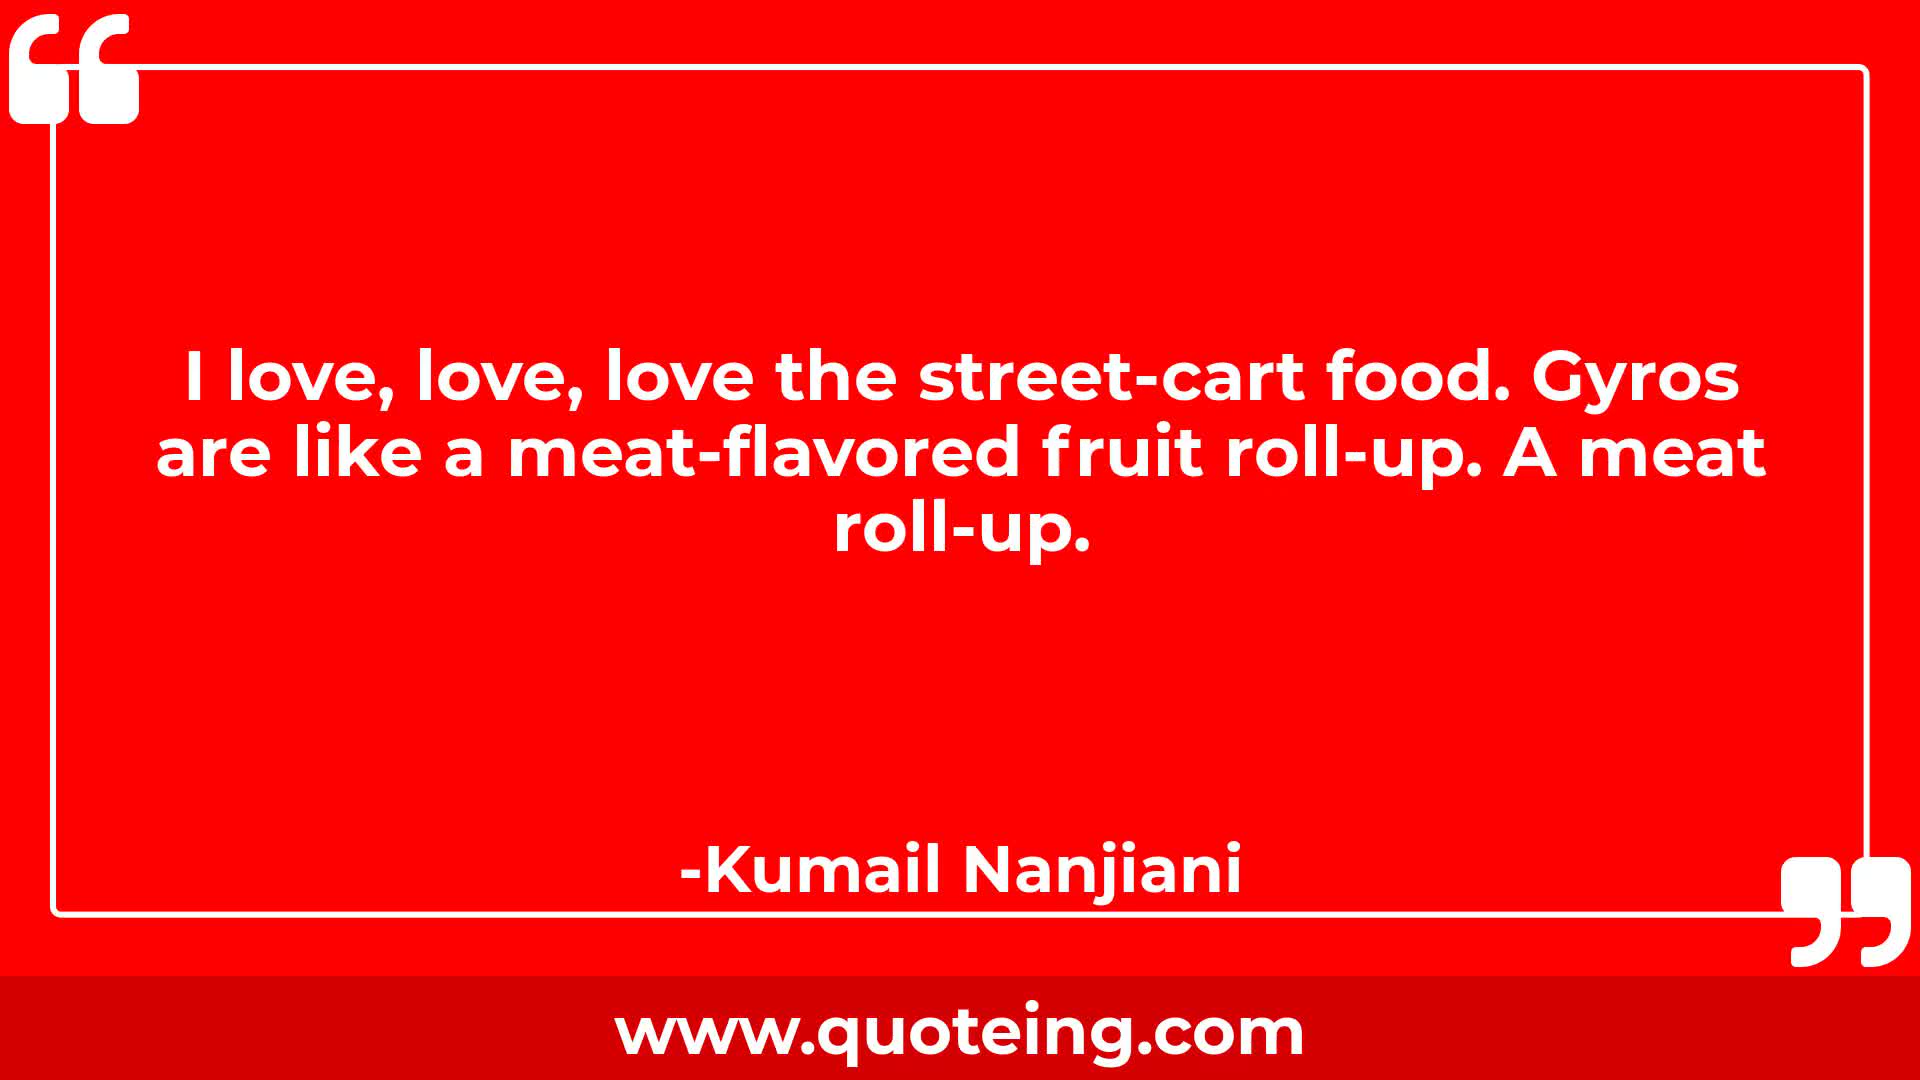 I love, love, love the street-cart food. Gyros
are like a meat-flavored fruit roll-up. A meat
roll-up.
-Kumail Nanjiani
www.quoteing.com